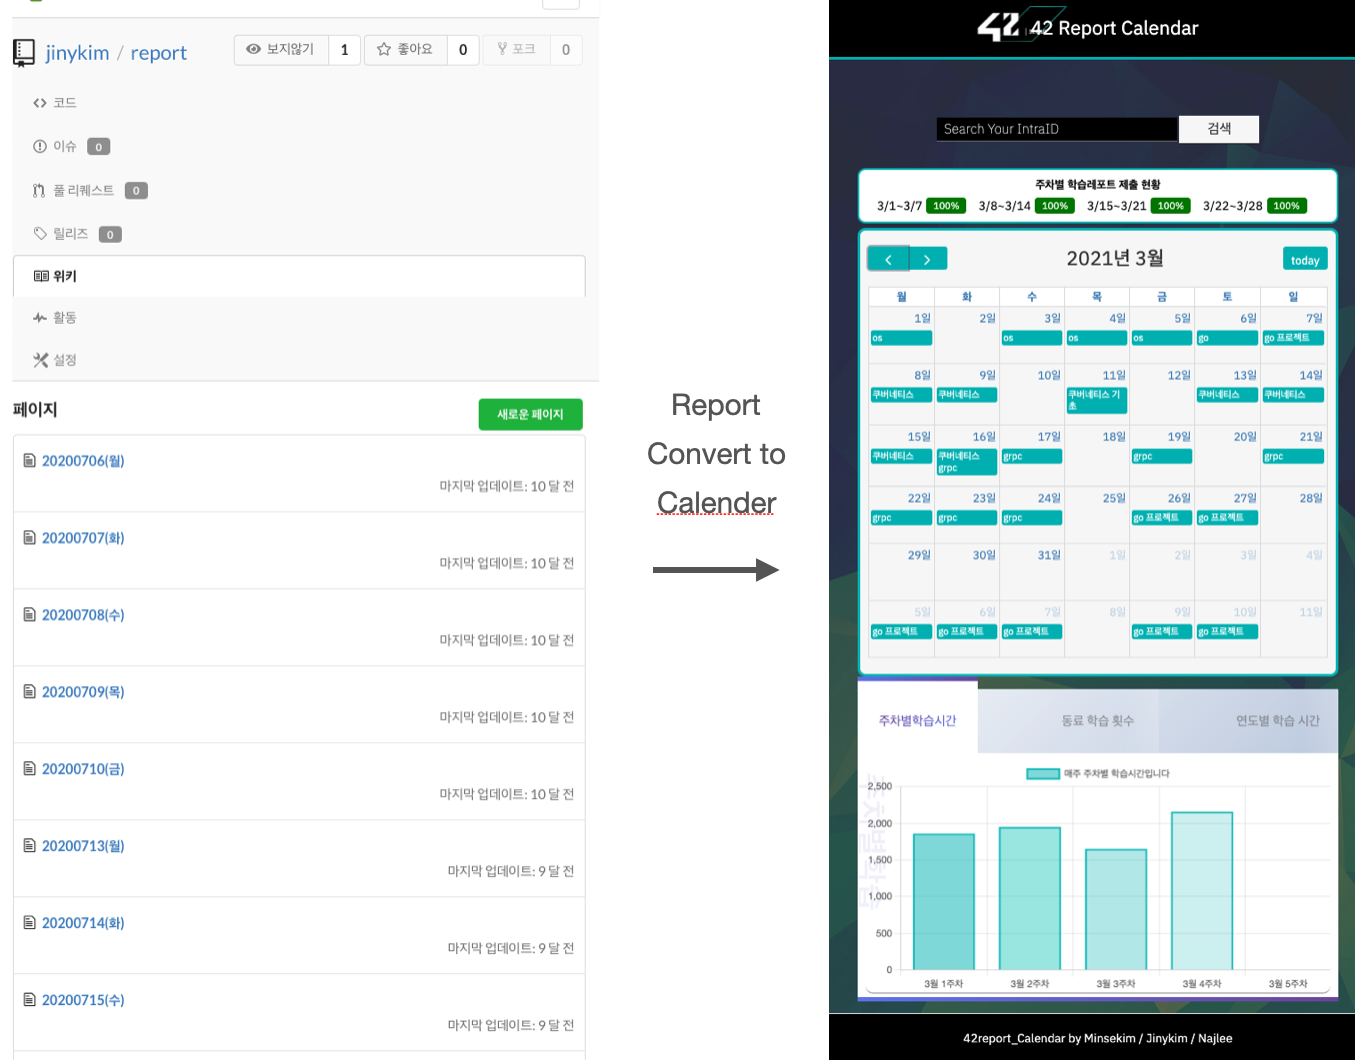 jinykim / report
보지않기 1
좋아요 0
포크 0
코드
이슈 0
풀 리퀘스트 0
릴리즈 0
위키
활동
설정
페이지
새로운 페이지
20200706(월)
마지막 업데이트: 10 달 전
20200707(화)
마지막 업데이트: 10 달 전
20200708(수)
마지막 업데이트: 10 달 전
20200709(목)
마지막 업데이트: 10 달 전
20200710(금)
마지막 업데이트: 10 달 전
20200713(월)
마지막 업데이트: 9 달 전
20200714(화)
마지막 업데이트: 9 달 전
20200715(수)
마지막 업데이트: 9 달 전
Report
Convert to
Calender
42 42 Report Calendar
Search Your IntraID 검색
주차별 학습레포트 제출 현황
3/1~3/7 100% 3/8~3/14 100% 3/15~3/21 100% 3/22~3/28 100%
2021년 3월
today
월 화 수 목 금 토 일
1일 2일 3일 4일 5일 6일 7일
os os os os go go 프로젝트
8일 9일 10일 11일 12일 13일 14일
쿠버네티스 쿠버네티스 쿠버네티스 기초 쿠버네티스 쿠버네티스
15일 16일 17일 18일 19일 20일 21일
쿠버네티스 쿠버네티스 grpc grpc grpc grpc
22일 23일 24일 25일 26일 27일 28일
grpc grpc grpc go 프로젝트 go 프로젝트
29일 30일 31일 1일 2일 3일 4일
5일 6일 7일 8일 9일 10일 11일
go 프로젝트 go 프로젝트 go 프로젝트 go 프로젝트 go 프로젝트
주차별학습시간 동료 학습 횟수 연도별 학습 시간
매주 주차별 학습시간입니다
주차별학습
2,500
2,000
1,500
1,000
500
0
3월 1주차 3월 2주차 3월 3주차 3월 4주차 3월 5주차
42report_Calendar by Minsekim / Jinykim / Najlee